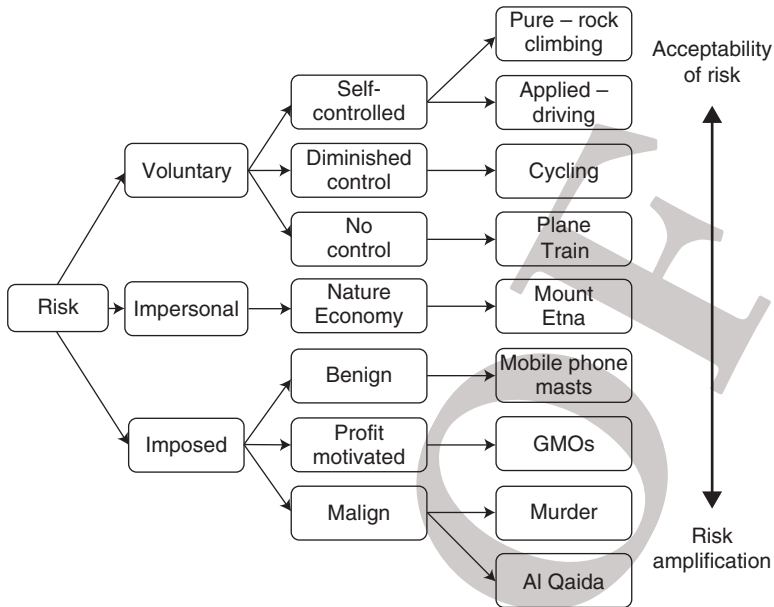 Pure – rock
climbing
Acceptability
of risk
Self-
controlled
Applied –
driving
Voluntary
Diminished
control
Cycling
No
control
Plane
Train
Risk
Impersonal
Nature
Economy
Mount
Etna
Benign
Mobile phone
masts
Imposed
Profit
motivated
GMOs
Malign
Murder
Risk
amplification
Al Qaida
OF